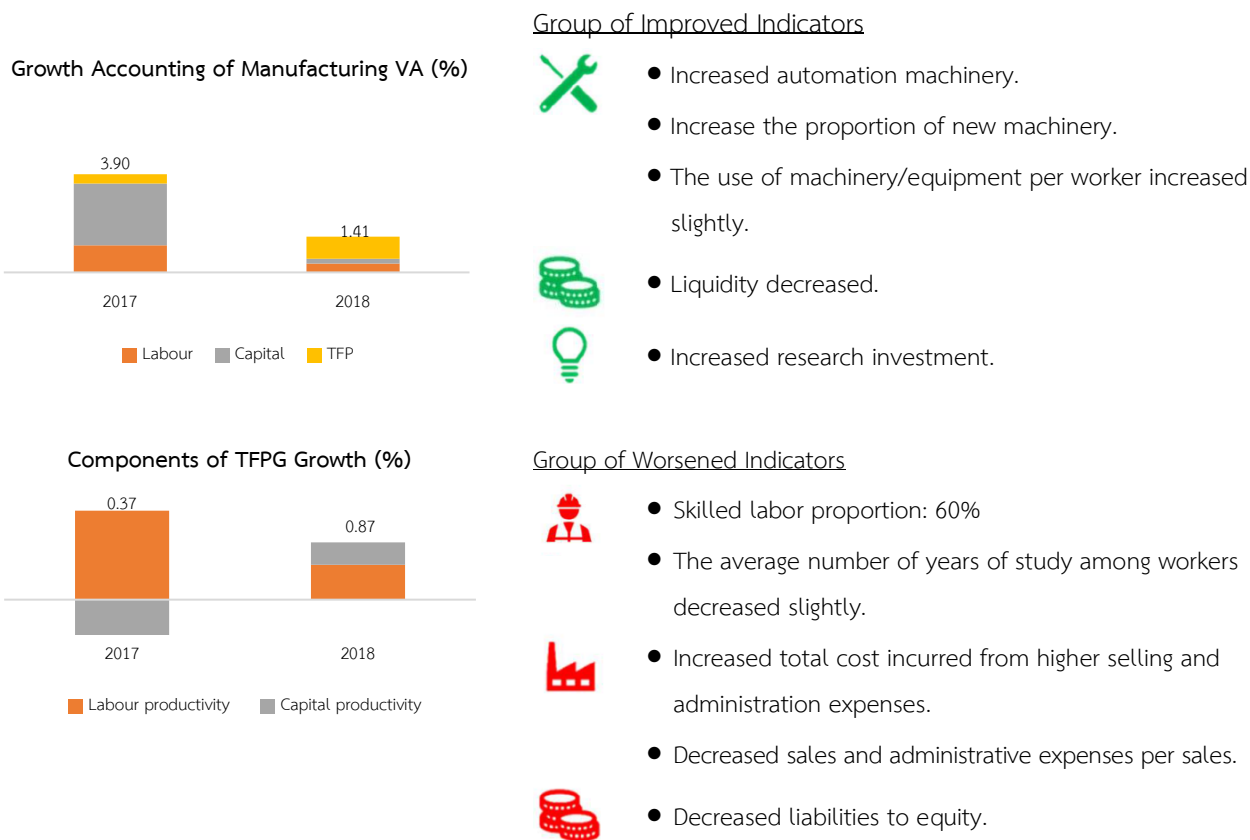 Growth Accounting of Manufacturing VA (%)
3.90
1.41
2017
2018
Labour
Capital
TFP
Group of Improved Indicators
● Increased automation machinery.
● Increase the proportion of new machinery.
● The use of machinery/equipment per worker increased
slightly.
● Liquidity decreased.
● Increased research investment.
Components of TFPG Growth (%)
0.37
0.87
2017
2018
Labour productivity
Capital productivity
Group of Worsened Indicators
● Skilled labor proportion: 60%
● The average number of years of study among workers
decreased slightly.
● Increased total cost incurred from higher selling and
administration expenses.
● Decreased sales and administrative expenses per sales.
● Decreased liabilities to equity.